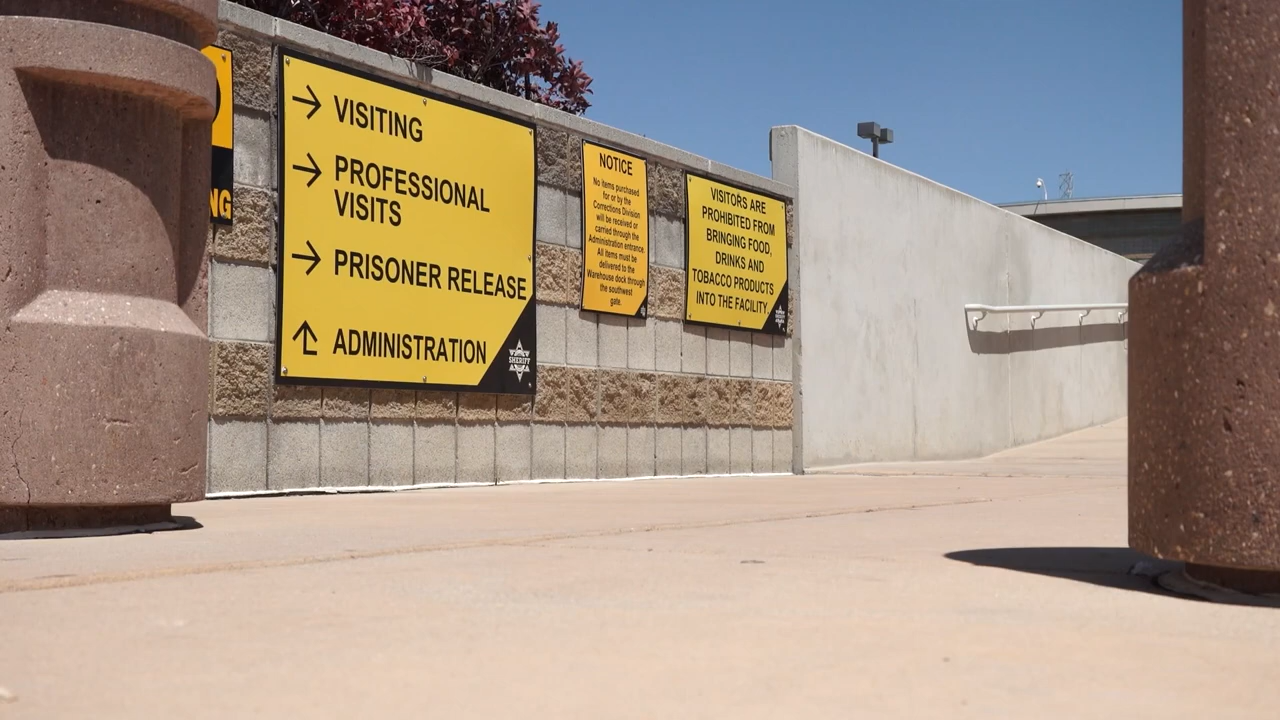 NG
VISITING
PROFESSIONAL
VISITS
PRISONER RELEASE
ADMINISTRATION
SHERIFF
NOTICE
No items purchased
for or by the
Corrections Division
will be received or
carried through the
Administration entrance.
All items must be
delivered to the
Warehouse dock through
the southwest
gate.
VISITORS ARE
PROHIBITED FROM
BRINGING FOOD,
DRINKS AND
TOBACCO PRODUCTS
INTO THE FACILITY.